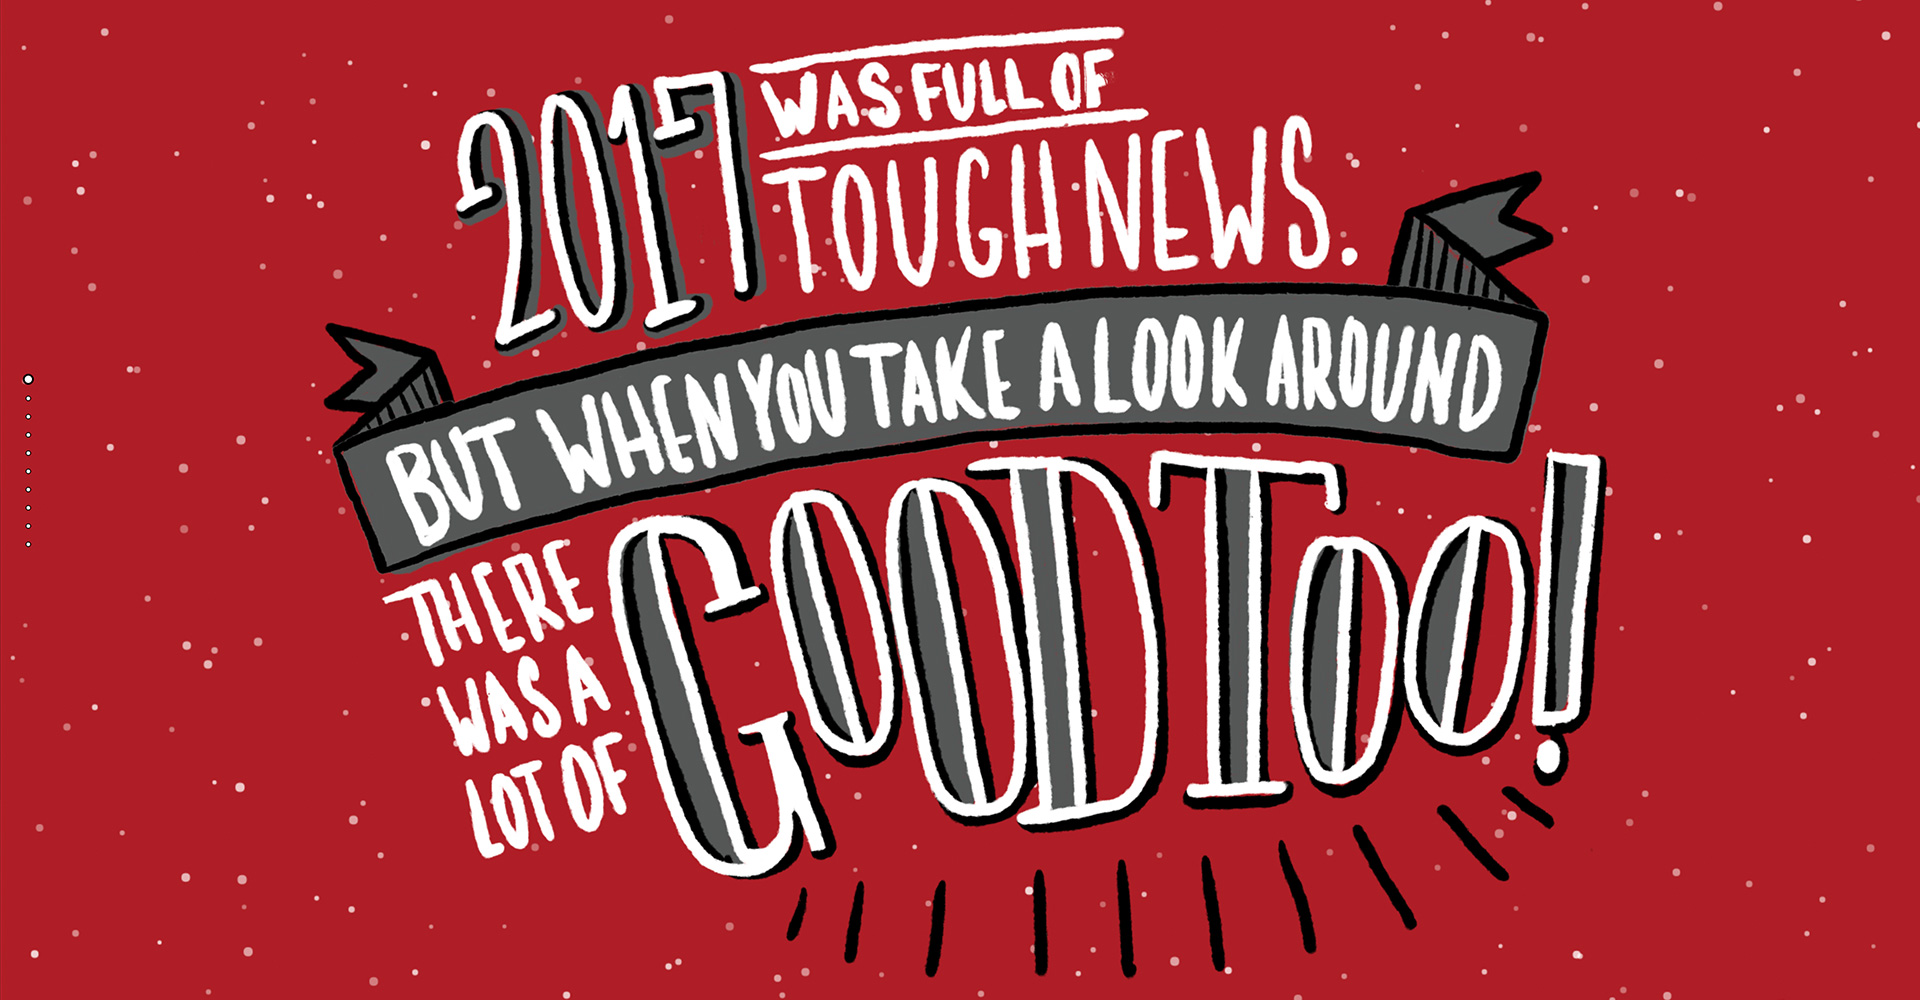 2017 WAS FULL OF
TOUGH NEWS.
BUT WHEN YOU TAKE A LOOK AROUND
THERE
WAS A
LOT OF
GOOD TOO!